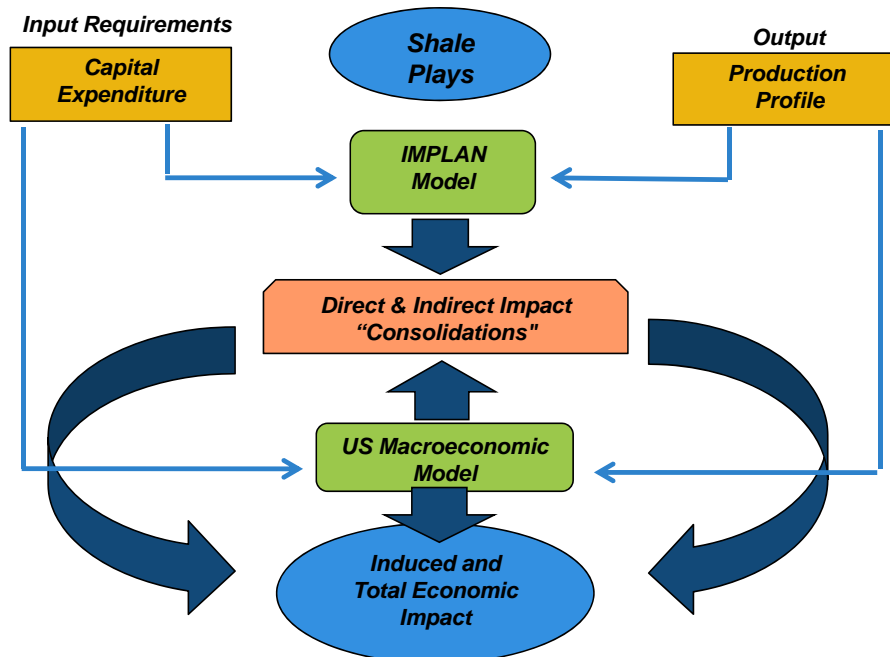 Input Requirements
Capital
Expenditure
Shale
Plays
Output
Production
Profile
IMPLAN
Model
Direct & Indirect Impact
“Consolidations"
US Macroeconomic
Model
Induced and
Total Economic
Impact